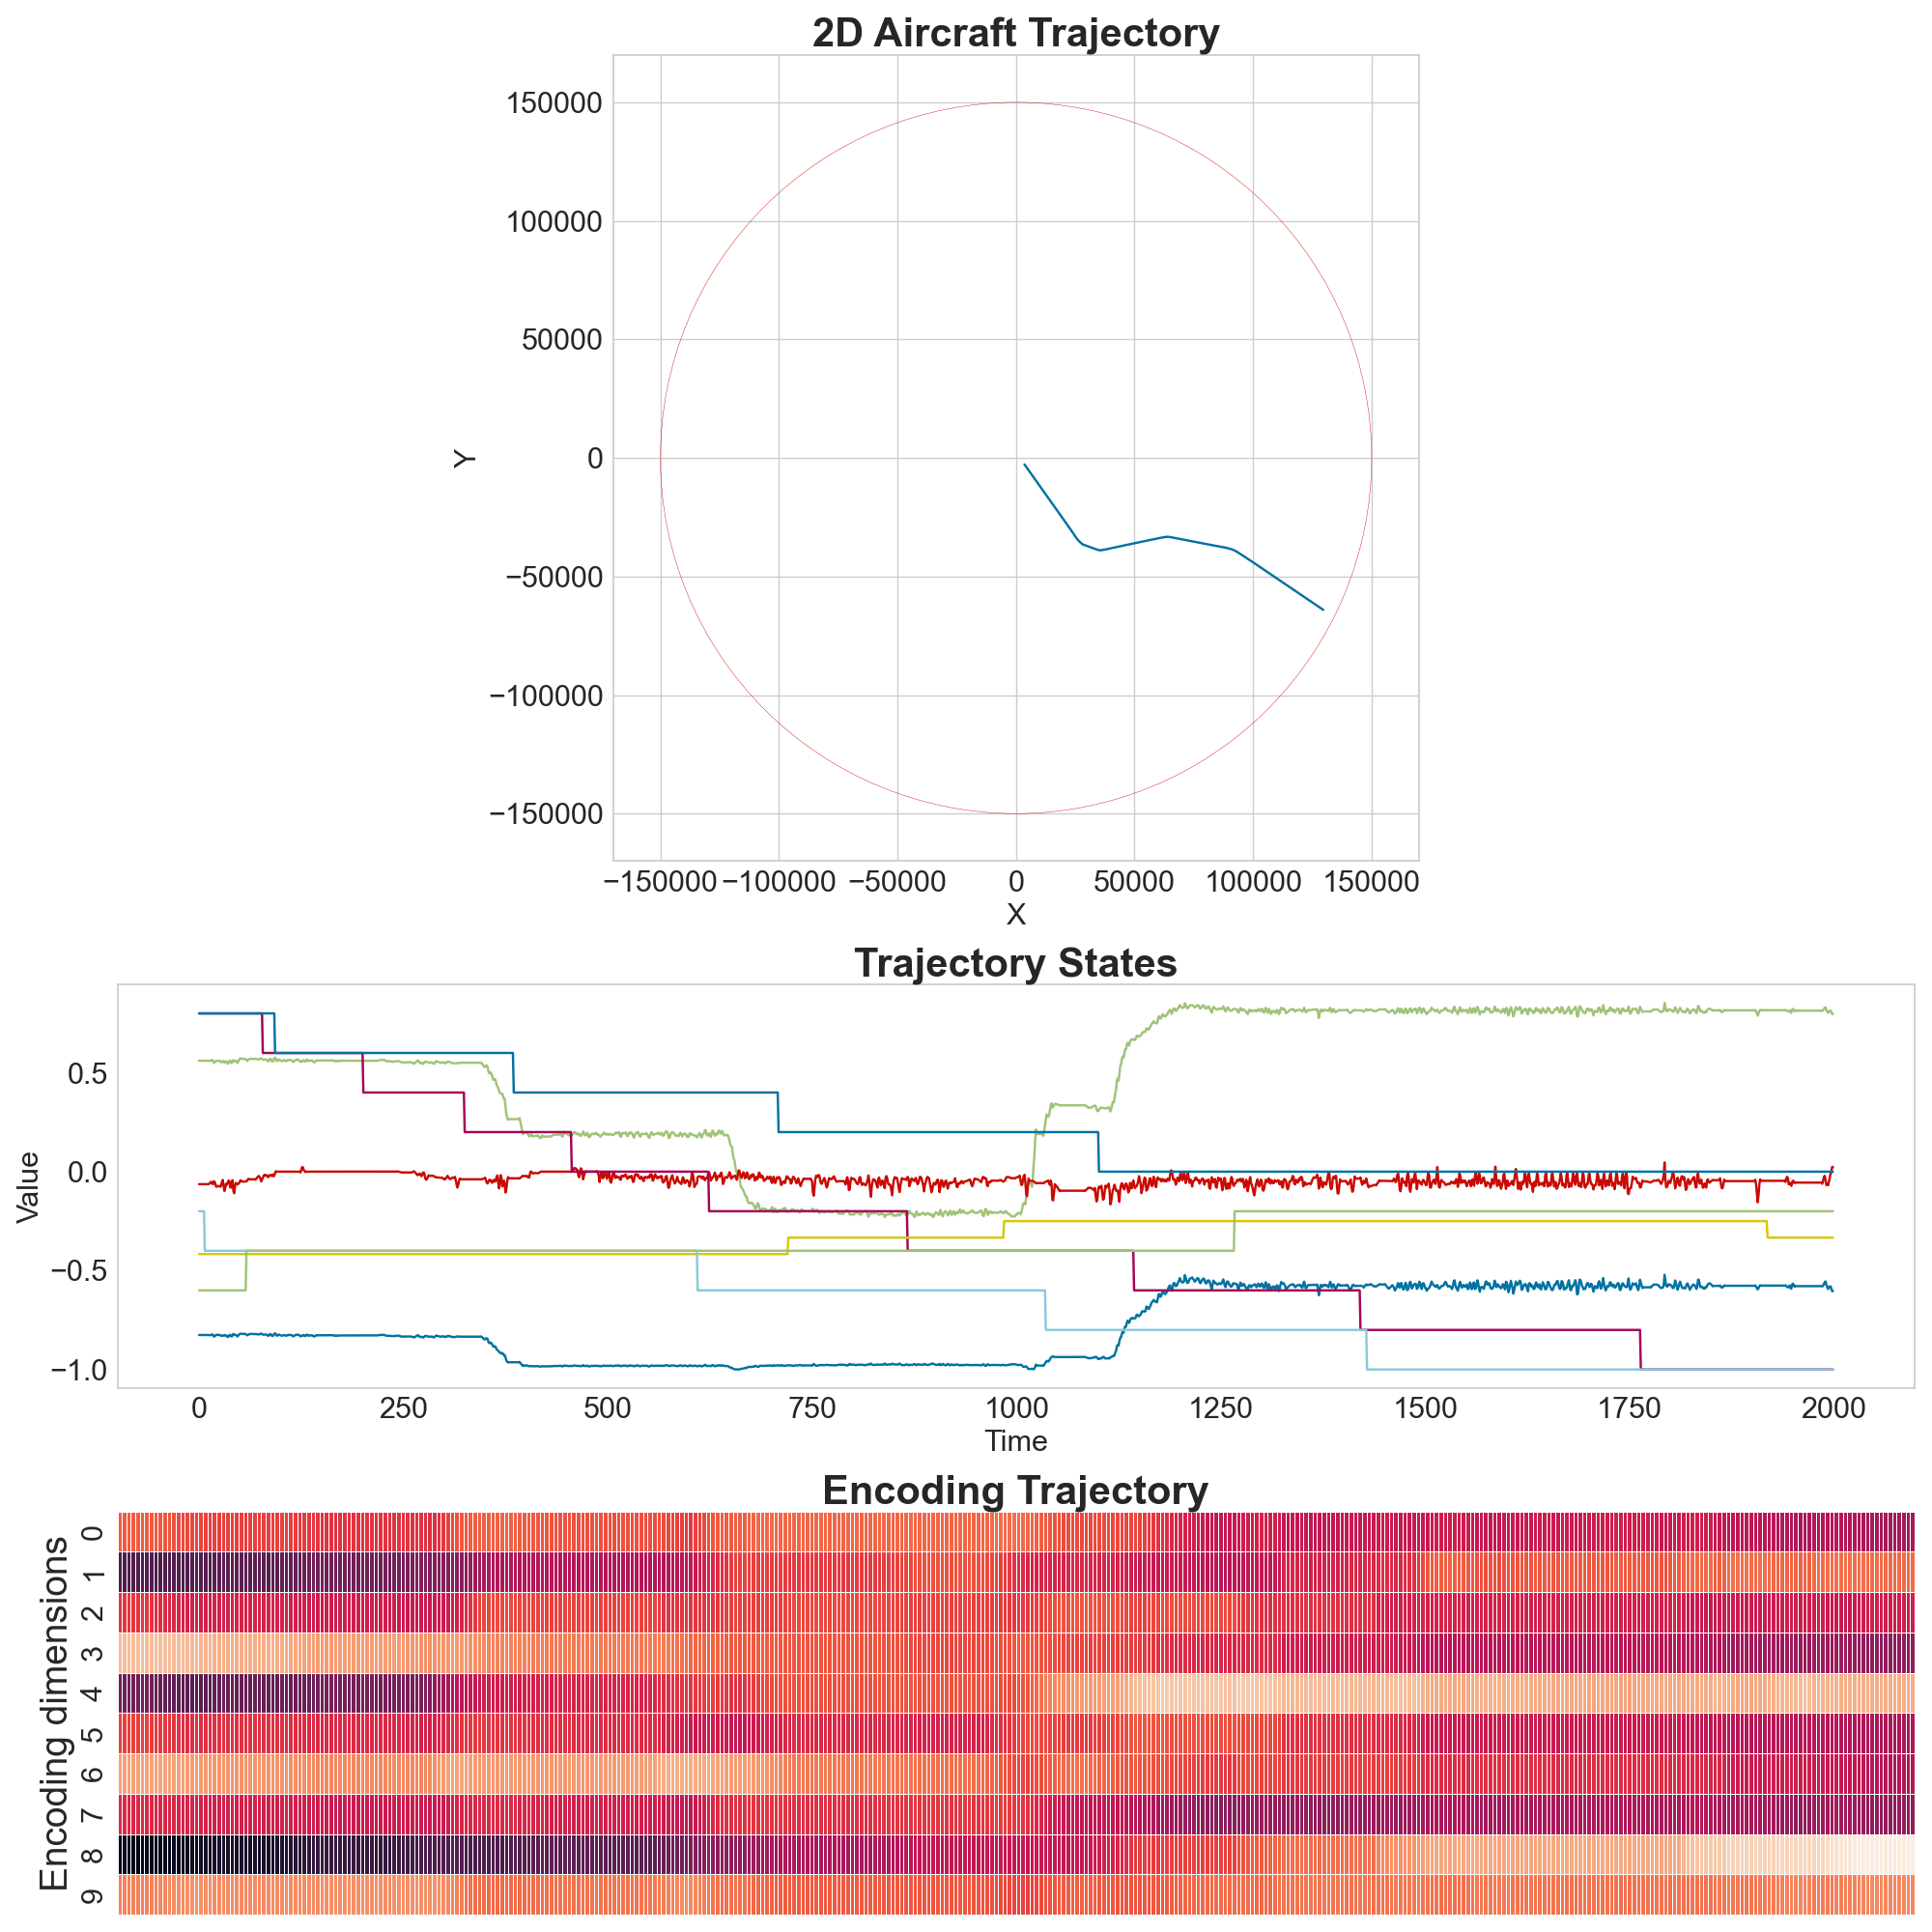 2D Aircraft Trajectory
150000
100000
50000
0
−50000
−100000
−150000
Y
−150000 −100000 −50000 0 50000 100000 150000
X
Trajectory States
0.5
0.0
−0.5
−1.0
Value
0 250 500 750 1000 1250 1500 1750 2000
Time
Encoding Trajectory
Encoding dimensions
0
1
2
3
4
5
6
7
8
9